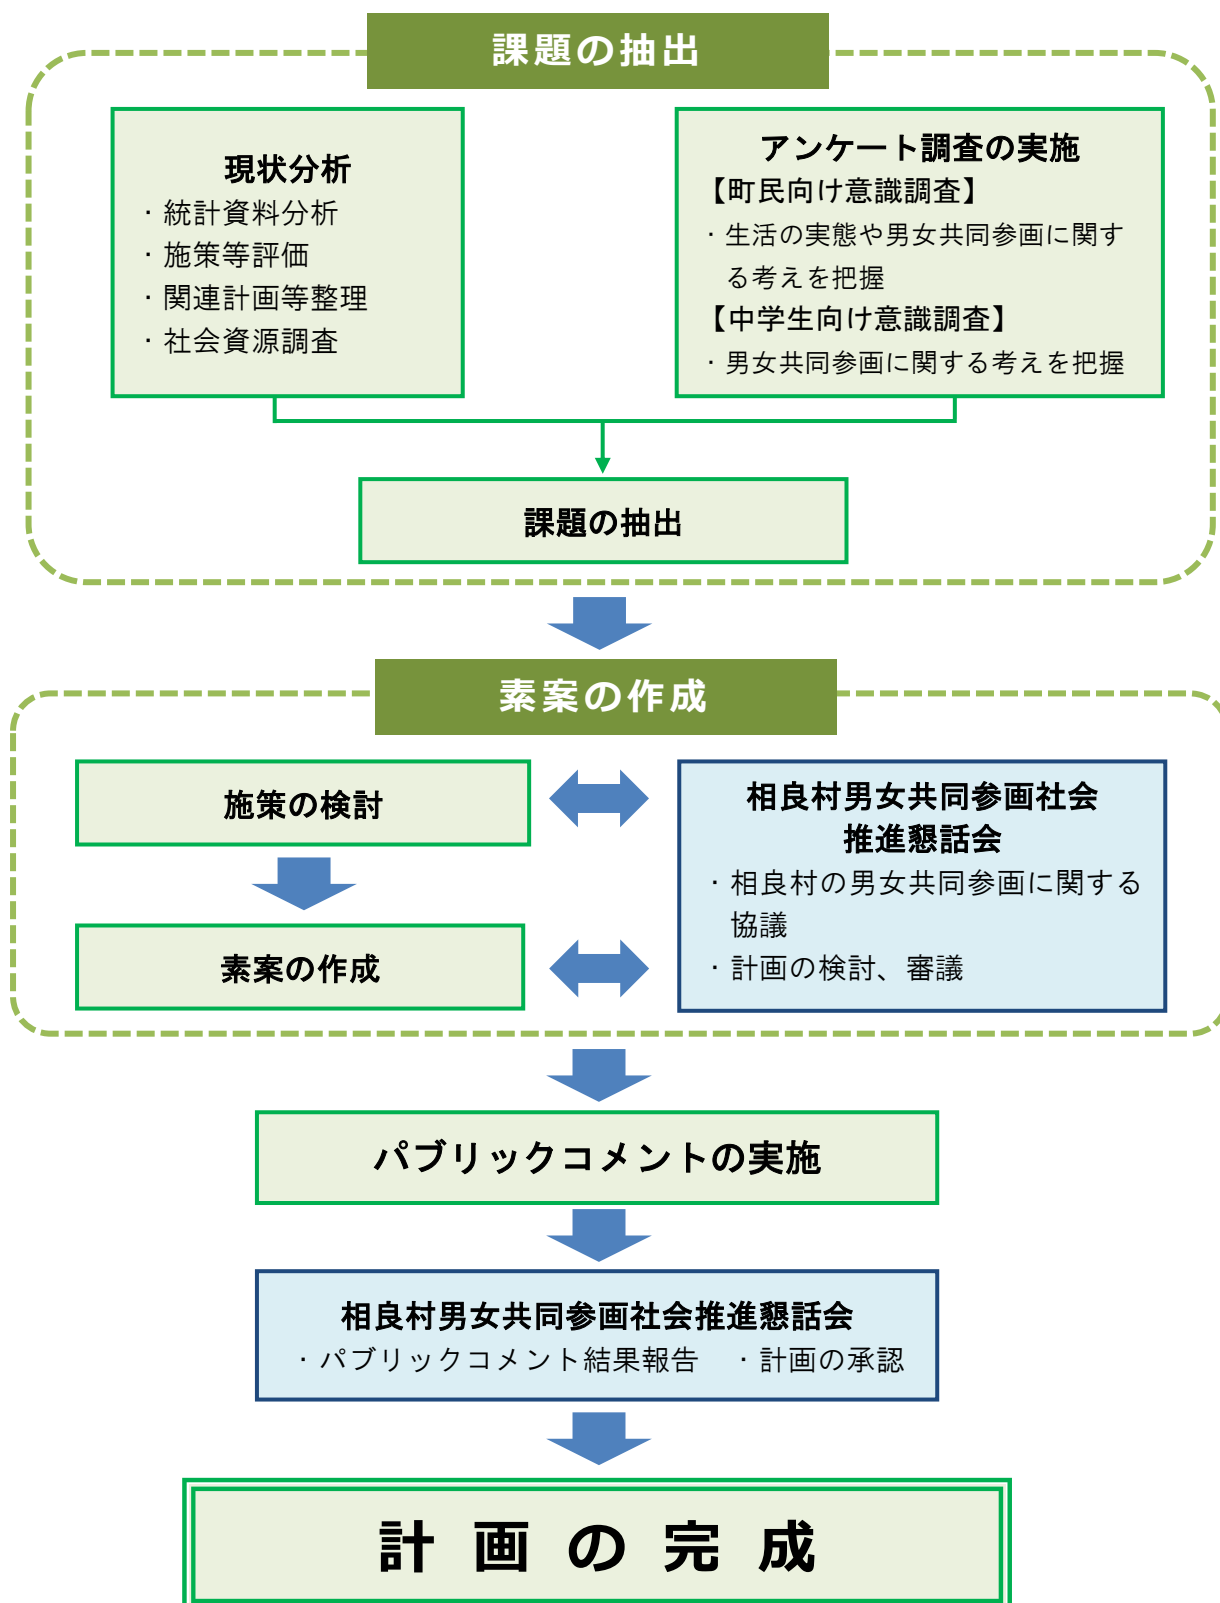 課題の抽出
現状分析
・統計資料分析
・施策等評価
・関連計画等整理
・社会資源調査
アンケート調査の実施
【町民向け意識調査】
・生活の実態や男女共同参画に関す
る考えを把握
【中学生向け意識調査】
・男女共同参画に関する考えを把握
課題の抽出
素案の作成
施策の検討
素案の作成
相良村男女共同参画社会
推進懇話会
・相良村の男女共同参画に関する
協議
・計画の検討、審議
パブリックコメントの実施
相良村男女共同参画社会推進懇話会
・パブリックコメント結果報告　・計画の承認
計画の完成